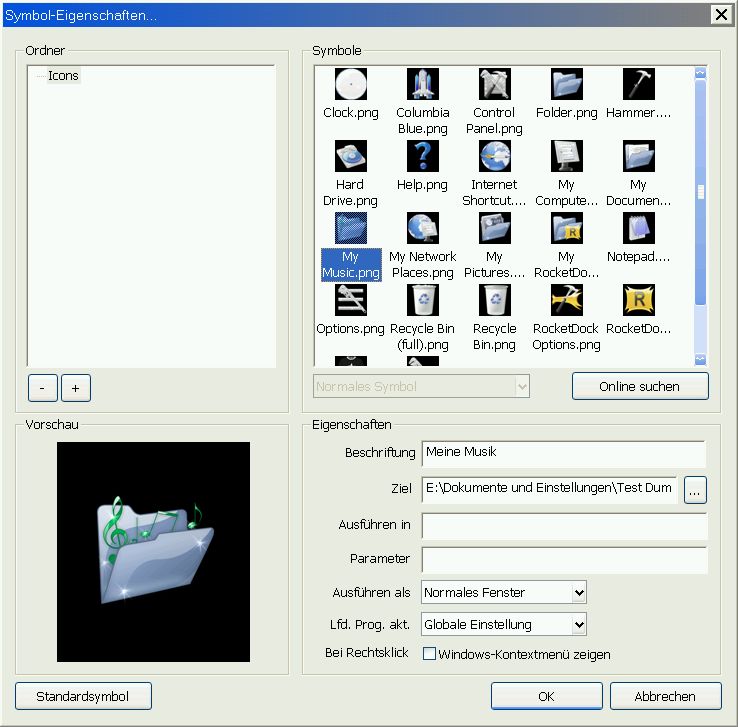 Symbol-Eigenschaften...
Ordner
Icons
-
+
Symbole
Clock.png
Columbia
Blue.png
Control
Panel.png
Folder.png
Hammer....
Hard
Drive.png
Help.png
Internet
Shortcut....
My
Compute...
My
Documen...
My
Music.png
My Network
Places.png
My
Pictures....
My
RocketDo...
Notepad....
Options.png
Recycle Bin
(full).png
Recycle
Bin.png
RocketDock
Options.png
RocketDo...
Normales Symbol
Online suchen
Vorschau
Eigenschaften
Beschriftung Meine Musik
Ziel E:\Dokumente und Einstellungen\Test Dum ...
Ausführen in
Parameter
Ausführen als Normales Fenster
Lfd. Prog. akt. Globale Einstellung
Bei Rechtsklick Windows-Kontextmenü zeigen
Standardsymbol
OK
Abbrechen